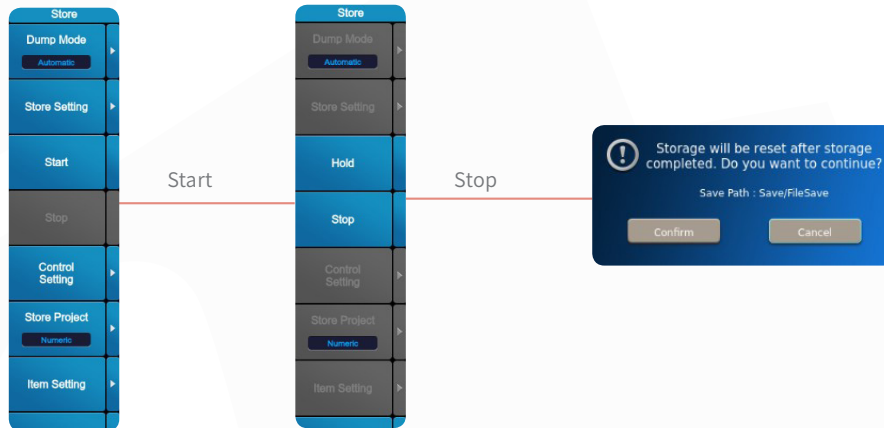 Store
Dump Mode
Automatic
Store Setting
Start
Stop
Control
Setting
Store Project
Numeric
Item Setting
Start
Store
Dump Mode
Automatic
Store Setting
Hold
Stop
Control
Setting
Store Project
Numeric
Item Setting
Stop
Storage will be reset after storage
completed. Do you want to continue?
Save Path : Save/FileSave
Confirm
Cancel